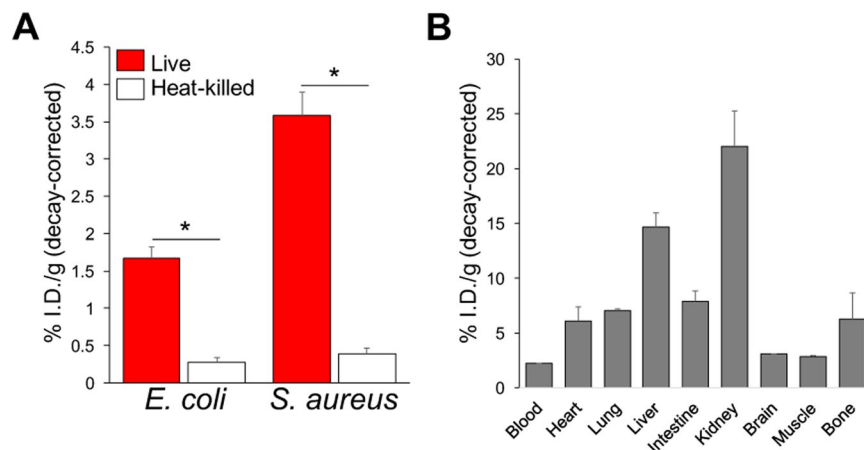 A
% I.D./g (decay-corrected)
4.5
4
3.5
3
2.5
2
1.5
1
0.5
0
Live
Heat-killed
*
*
E. coli
S. aureus
B
% I.D./g (decay-corrected)
30
25
20
15
10
5
0
Blood
Heart
Lung
Liver
Intestine
Kidney
Brain
Muscle
Bone